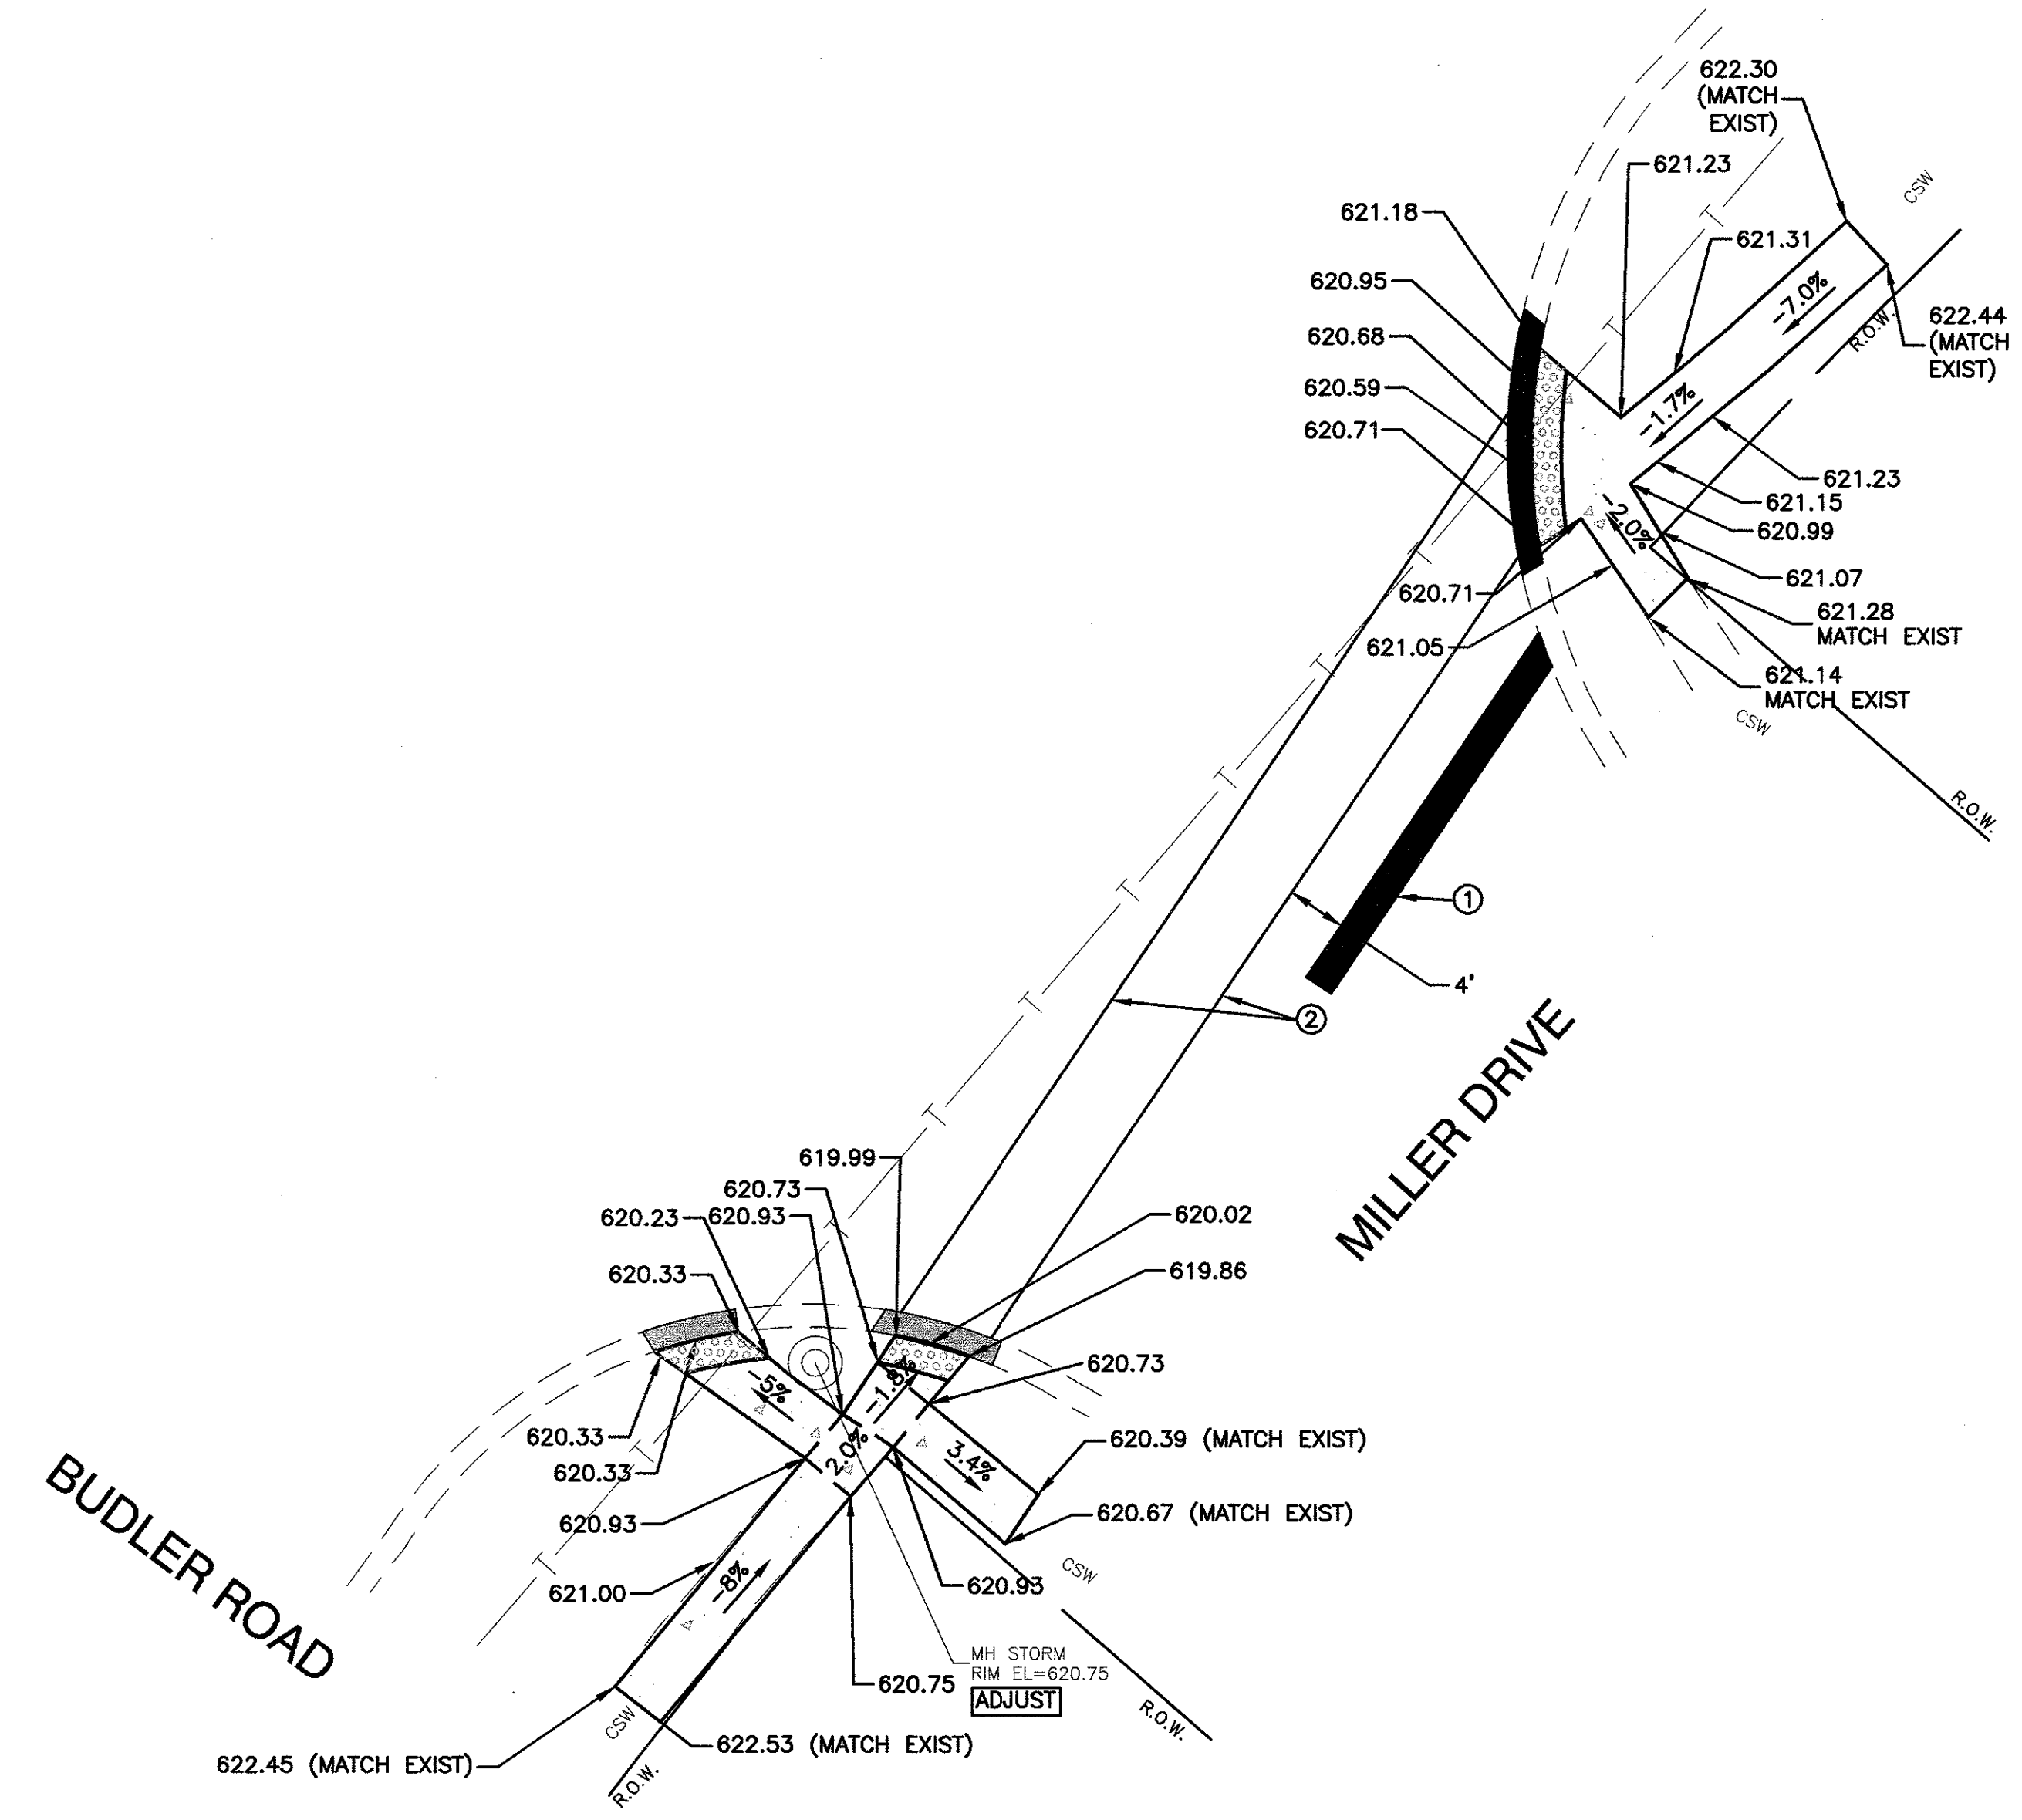 622.30
(MATCH
EXIST)
621.23
CSW
621.18
621.31
620.95
-7.0%
R.O.W.
622.44
(MATCH
EXIST)
620.68
620.59
-1.7%
620.71
621.23
621.15
-2.0%
620.99
621.07
620.71
621.28
MATCH EXIST
621.05
621.14
MATCH EXIST
CSW
R.O.W.
1
4'
2
MILLER DRIVE
619.99
620.73
620.23
620.93
620.02
620.33
619.86
620.73
-5%
-1.8%
620.33
620.39 (MATCH EXIST)
2.0%
3.4%
620.33
620.67 (MATCH EXIST)
620.93
BUDLER ROAD
CSW
621.00
-8%
620.93
MH STORM
RIM EL=620.75
620.75
ADJUST
R.O.W.
CSW
622.53 (MATCH EXIST)
622.45 (MATCH EXIST)
R.O.W.